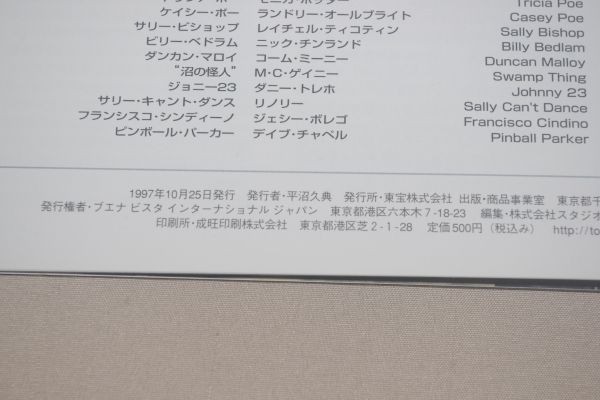 Tricia Poe
ケイシー・ポー ランドリー・オールブライト Casey Poe
サリー・ビショップ レイチェル・ティコティン Sally Bishop
ビリー・ベドラム ニック・チンランド Billy Bedlam
ダンカン・マロイ コーム・ミーニー Duncan Malloy
“沼の怪人” M・C・ゲイニー Swamp Thing
ジョニー23 ダニー・トレホ Johnny 23
サリー・キャント・ダンス リノリー Sally Can't Dance
フランシスコ・シンディーノ ジェシー・ボレゴ Francisco Cindino
ピンボール・パーカー デイブ・チャペル Pinball Parker
1997年10月25日発行 発行者・平沼久典 発行所・東宝株式会社 出版・商品事業室 東京都千
発行権者・ブエナ ビスタ インターナショナル ジャパン 東京都港区六本木7-18-23 編集・株式会社スタジオ
印刷所・成旺印刷株式会社 東京都港区芝2-1-28 定価500円（税込み） http://to